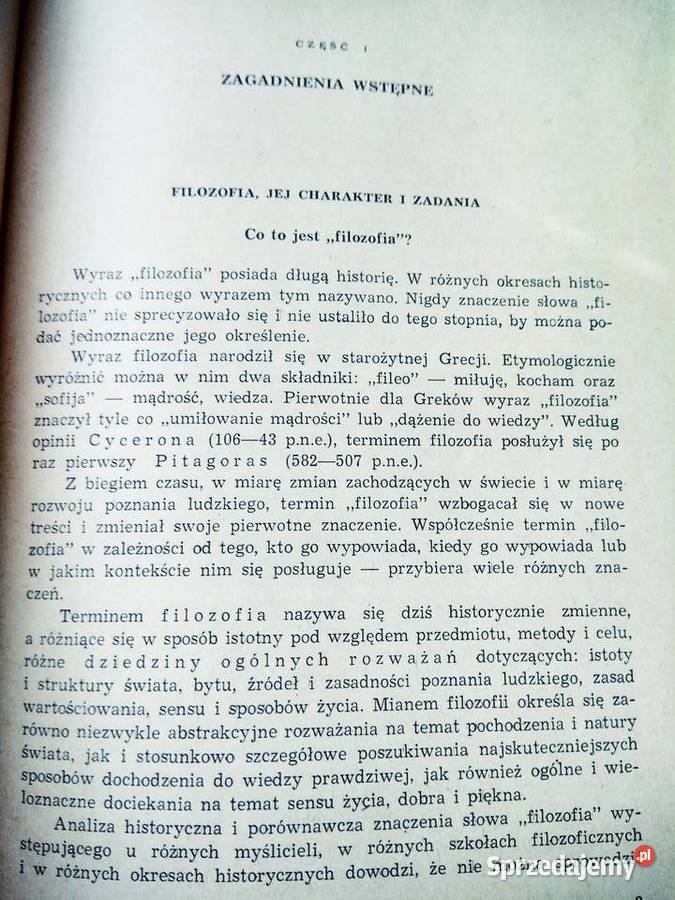 CZĘŚĆ I
ZAGADNIENIA WSTĘPNE
FILOZOFIA, JEJ CHARAKTER I ZADANIA
Co to jest „filozofia"?
Wyraz „filozofia" posiada długą historię. W różnych okresach histo-
rycznych co innego wyrazem tym nazywano. Nigdy znaczenie słowa „fi-
lozofia" nie sprecyzowało się i nie ustaliło do tego stopnia, by można po-
dać jednoznaczne jego określenie.
Wyraz filozofia narodził się w starożytnej Grecji. Etymologicznie
wyróżnić można w nim dwa składniki: „fileo" — miłuję, kocham oraz
„sofija" — mądrość, wiedza. Pierwotnie dla Greków wyraz „filozofia"
znaczył tyle co „umiłowanie mądrości" lub „dążenie do wiedzy". Według
opinii Cycerona (106—43 p.n.e.), terminem filozofia posłużył się po
raz pierwszy Pitagoras (582—507 p.n.e.).
Z biegiem czasu, w miarę zmian zachodzących w świecie i w miarę
rozwoju poznania ludzkiego, termin „filozofia" wzbogacał się w nowe
treści i zmieniał swoje pierwotne znaczenie. Współcześnie termin „filo-
zofia" w zależności od tego, kto go wypowiada, kiedy go wypowiada lub
w jakim kontekście nim się posługuje — przybiera wiele różnych zna-
czeń.
Terminem filozofia nazywa się dziś historycznie zmienne,
a różniące się w sposób istotny pod względem przedmiotu, metody i celu,
różne dziedziny ogólnych rozważań dotyczących: istoty
i struktury świata, bytu, źródeł i zasadności poznania ludzkiego, zasad
wartościowania, sensu i sposobów życia. Mianem filozofii określa się za-
równo niezwykle abstrakcyjne rozważania na temat pochodzenia i natury
świata, jak i stosunkowo szczegółowe poszukiwania najskuteczniejszych
sposobów dochodzenia do wiedzy prawdziwej, jak również ogólne i wie-
loznaczne dociekania na temat sensu życia, dobra i piękna.
Analiza historyczna i porównawcza znaczenia słowa „filozofia" wy-
stępującego u różnych myślicieli, w różnych szkołach filozoficznych
i w różnych okresach historycznych dowodzi, że nie
Sprzedajemy.pl